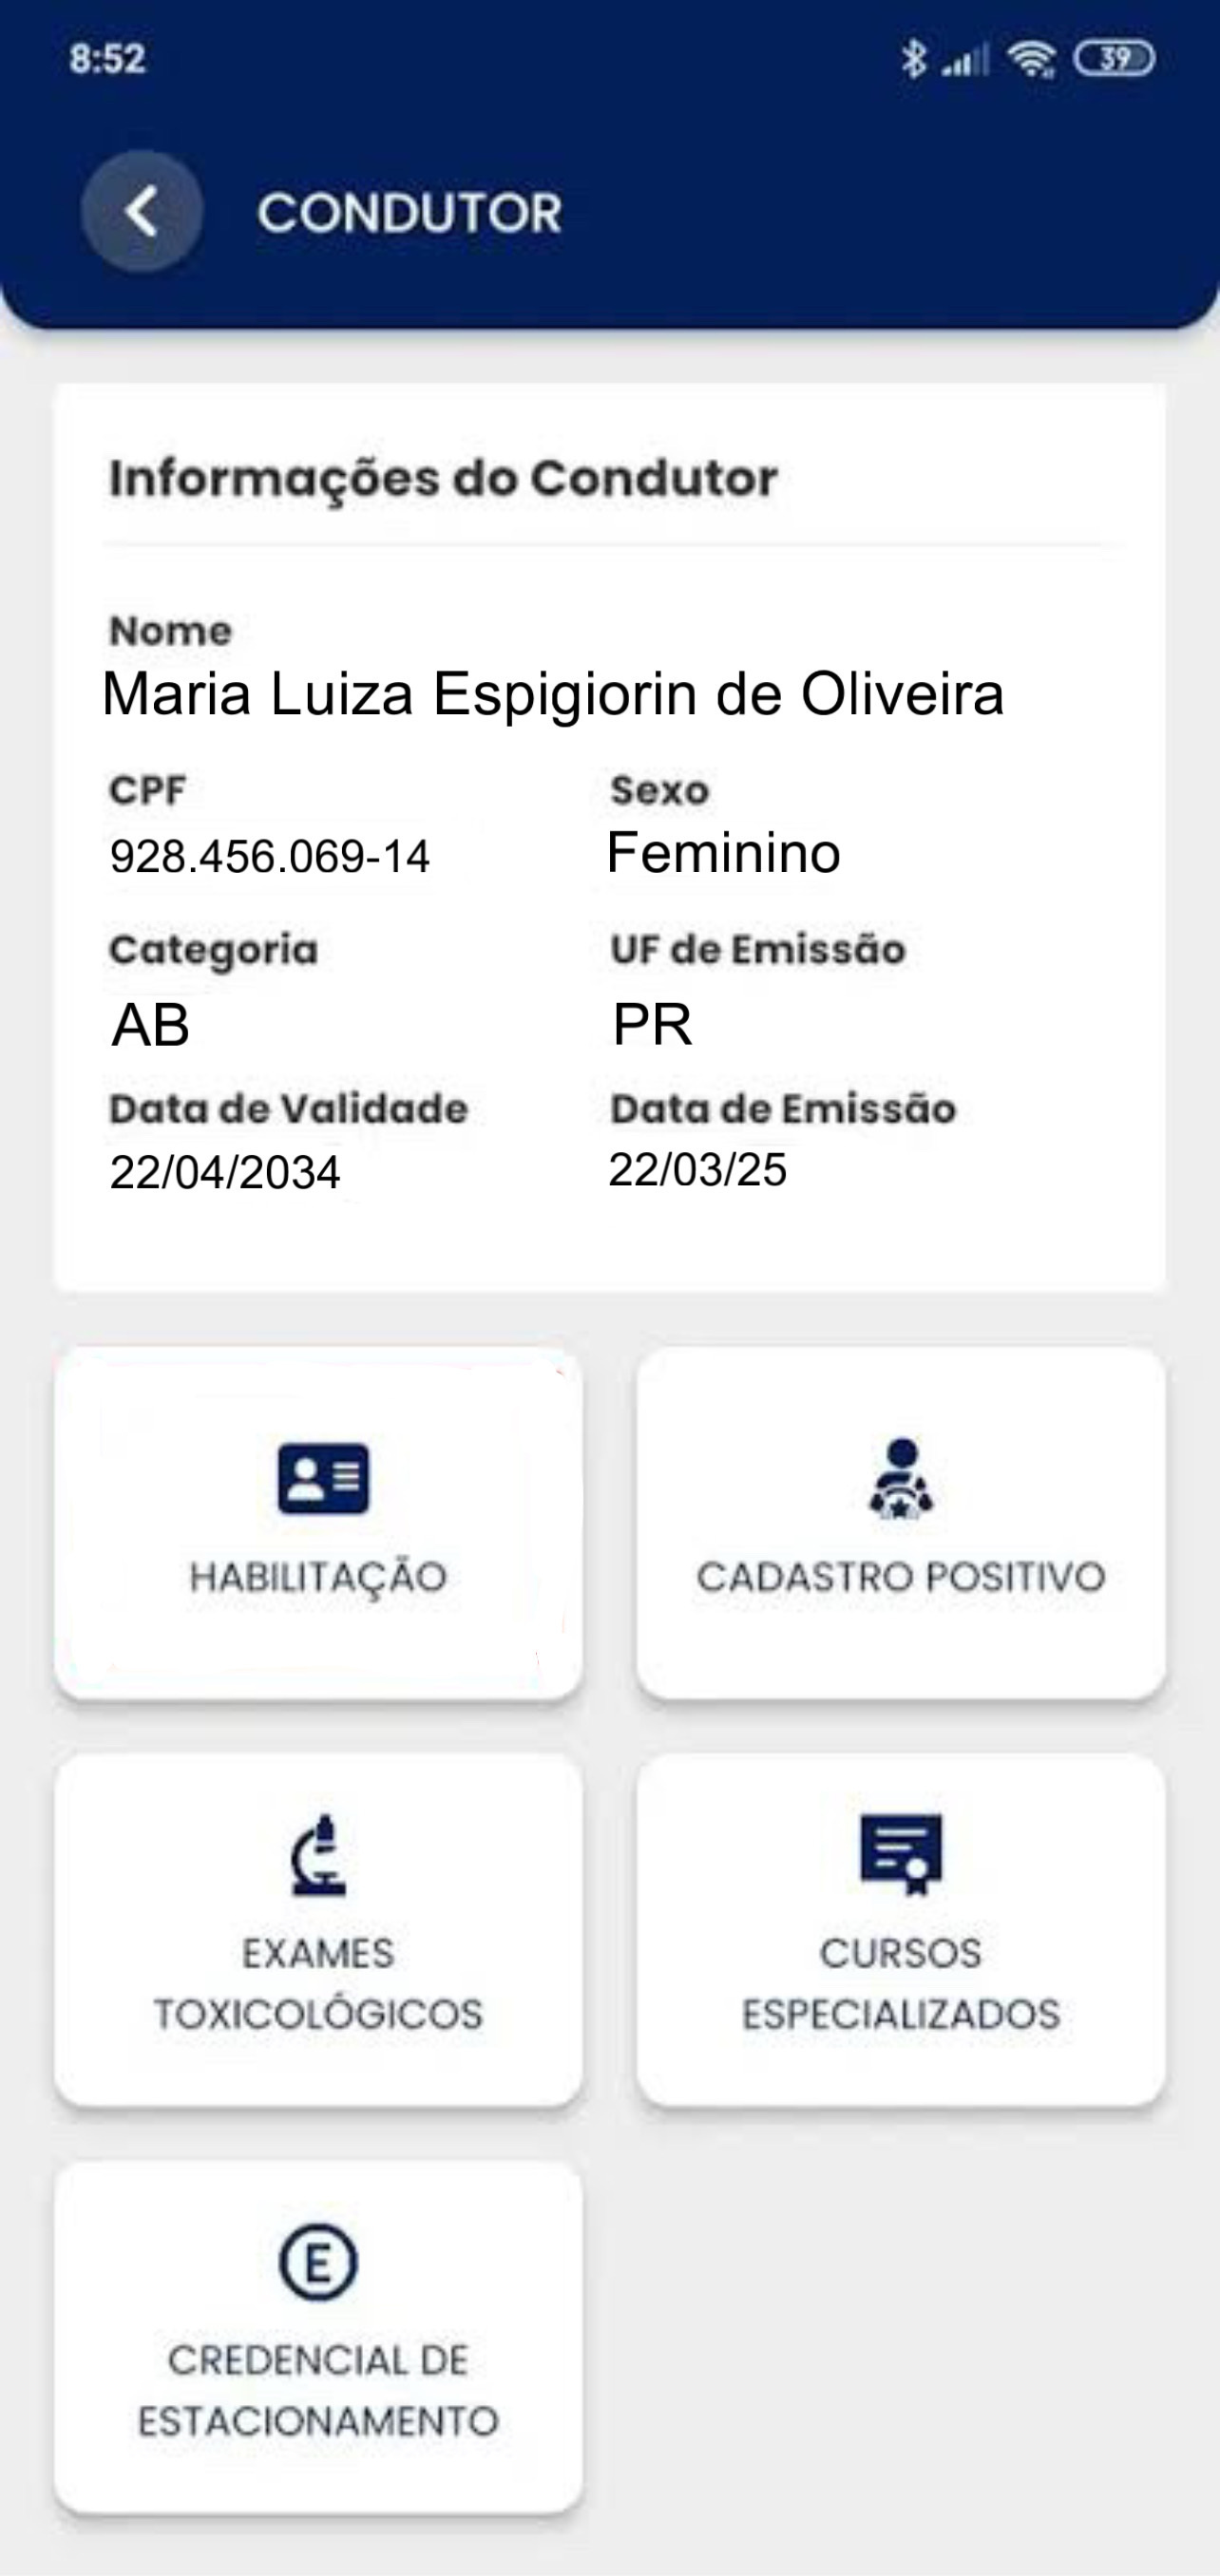 8:52
39
CONDUTOR
Informações do Condutor
Nome
Maria Luiza Espigiorin de Oliveira
CPF Sexo
928.456.069-14 Feminino
Categoria UF de Emissão
AB PR
Data de Validade Data de Emissão
22/04/2034 22/03/25
HABILITAÇÃO CADASTRO POSITIVO
EXAMES
TOXICOLÓGICOS
CURSOS
ESPECIALIZADOS
E
CREDENCIAL DE
ESTACIONAMENTO